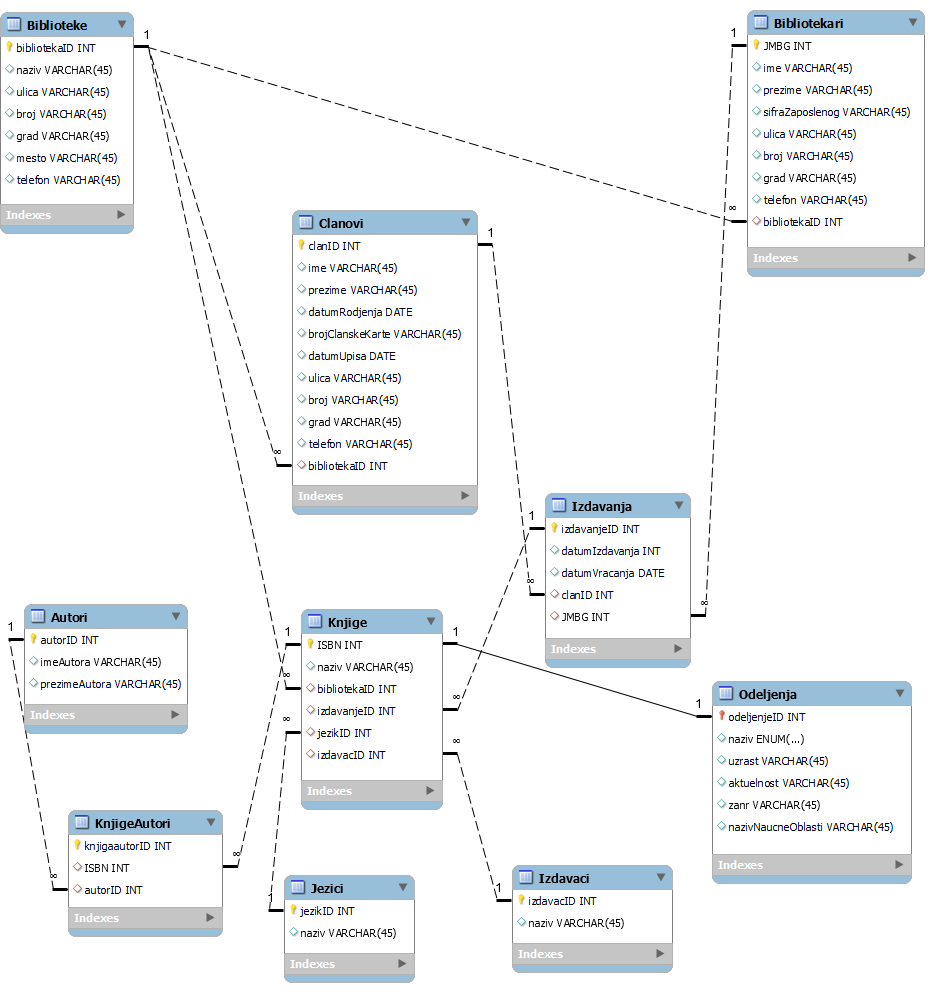 Biblioteke
bibliotekaID INT
naziv VARCHAR(45)
ulica VARCHAR(45)
broj VARCHAR(45)
grad VARCHAR(45)
mesto VARCHAR(45)
telefon VARCHAR(45)
Indexes
1
Bibliotekari
JMBG INT
ime VARCHAR(45)
prezime VARCHAR(45)
sifraZaposlenog VARCHAR(45)
ulica VARCHAR(45)
broj VARCHAR(45)
grad VARCHAR(45)
telefon VARCHAR(45)
bibliotekaID INT
Indexes
1
∞
Clanovi
clanID INT
ime VARCHAR(45)
prezime VARCHAR(45)
datumRodjenja DATE
brojClanskeKarte VARCHAR(45)
datumUpisa DATE
ulica VARCHAR(45)
broj VARCHAR(45)
grad VARCHAR(45)
telefon VARCHAR(45)
bibliotekaID INT
Indexes
1
∞
Izdavanja
izdavanjeID INT
datumIzdavanja INT
datumVracanja DATE
clanID INT
JMBG INT
Indexes
1
∞
∞
Autori
autorID INT
imeAutora VARCHAR(45)
prezimeAutora VARCHAR(45)
Indexes
1
Knjige
ISBN INT
naziv VARCHAR(45)
bibliotekaID INT
izdavanjeID INT
jezikID INT
izdavacID INT
Indexes
1
1
∞
∞
∞
∞
Odeljenja
odeljenjeID INT
naziv ENUM(...)
uzrast VARCHAR(45)
aktuelnost VARCHAR(45)
zanr VARCHAR(45)
nazivNaucneOblasti VARCHAR(45)
Indexes
1
KnjigeAutori
knjigaautorID INT
ISBN INT
autorID INT
Indexes
∞
∞
Jezici
jezikID INT
naziv VARCHAR(45)
Indexes
1
Izdavaci
izdavacID INT
naziv VARCHAR(45)
Indexes
1